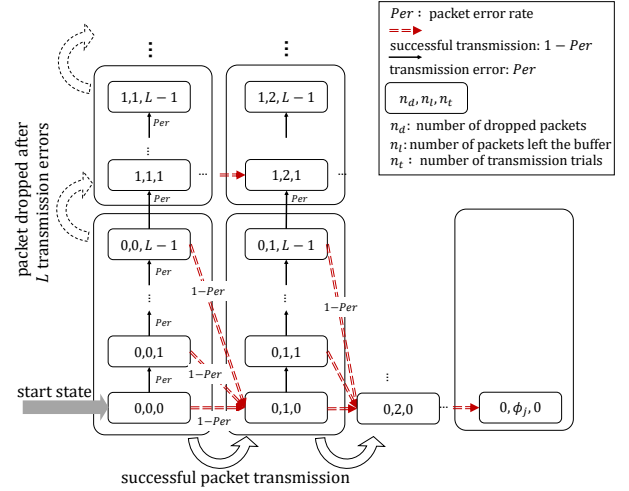 Per : packet error rate
successful transmission: 1 − Per
transmission error: Per
n_d, n_l, n_t
n_d: number of dropped packets
n_l: number of packets left the buffer
n_t : number of transmission trials
⋮ ⋮
1,1, L − 1 1,2, L − 1
Per Per
... ...
1,1,1 ... 1,2,1 ...
Per Per
packet dropped after
L transmission errors
0,0, L − 1 0,1, L − 1
Per
1−Per 1−Per
... ...
Per
0,0,1 0,1,1
1−Per
Per
...
start state
0,0,0 0,1,0 0,2,0 ... 0, ϕ_j, 0
1−Per
successful packet transmission